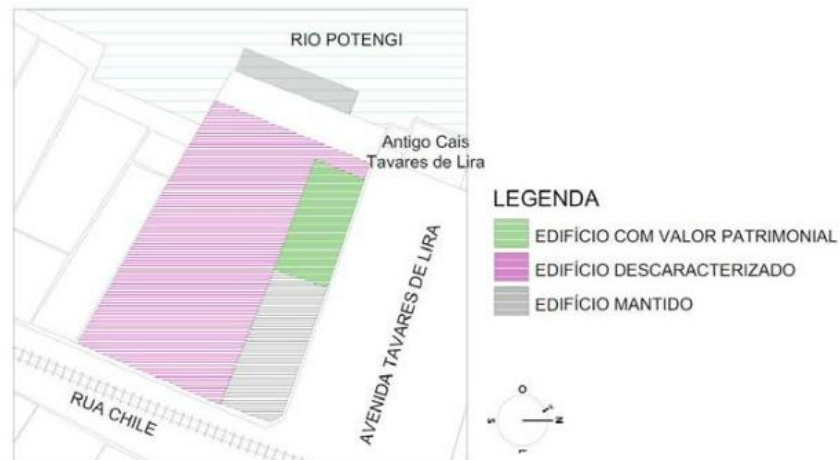 RIO POTENGI
Antigo Cais
Tavares de Lira
AVENIDA TAVARES DE LIRA
RUA CHILE
LEGENDA
EDIFÍCIO COM VALOR PATRIMONIAL
EDIFÍCIO DESCARACTERIZADO
EDIFÍCIO MANTIDO
O
S
N
L